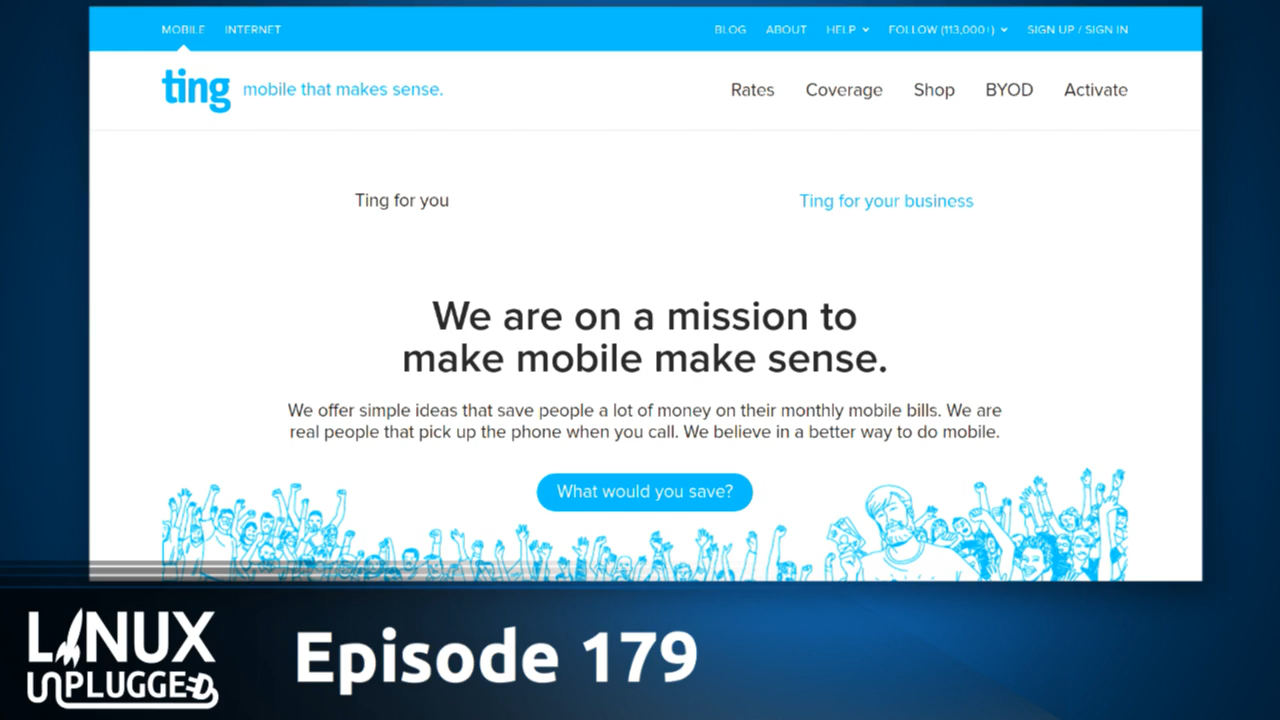 MOBILE INTERNET BLOG ABOUT HELP FOLLOW (113,000+) SIGN UP / SIGN IN
ting mobile that makes sense. Rates Coverage Shop BYOD Activate
Ting for you Ting for your business
We are on a mission to
make mobile make sense.
We offer simple ideas that save people a lot of money on their monthly mobile bills. We are
real people that pick up the phone when you call. We believe in a better way to do mobile.
What would you save?
LINUX
UNPLUGGED
Episode 179